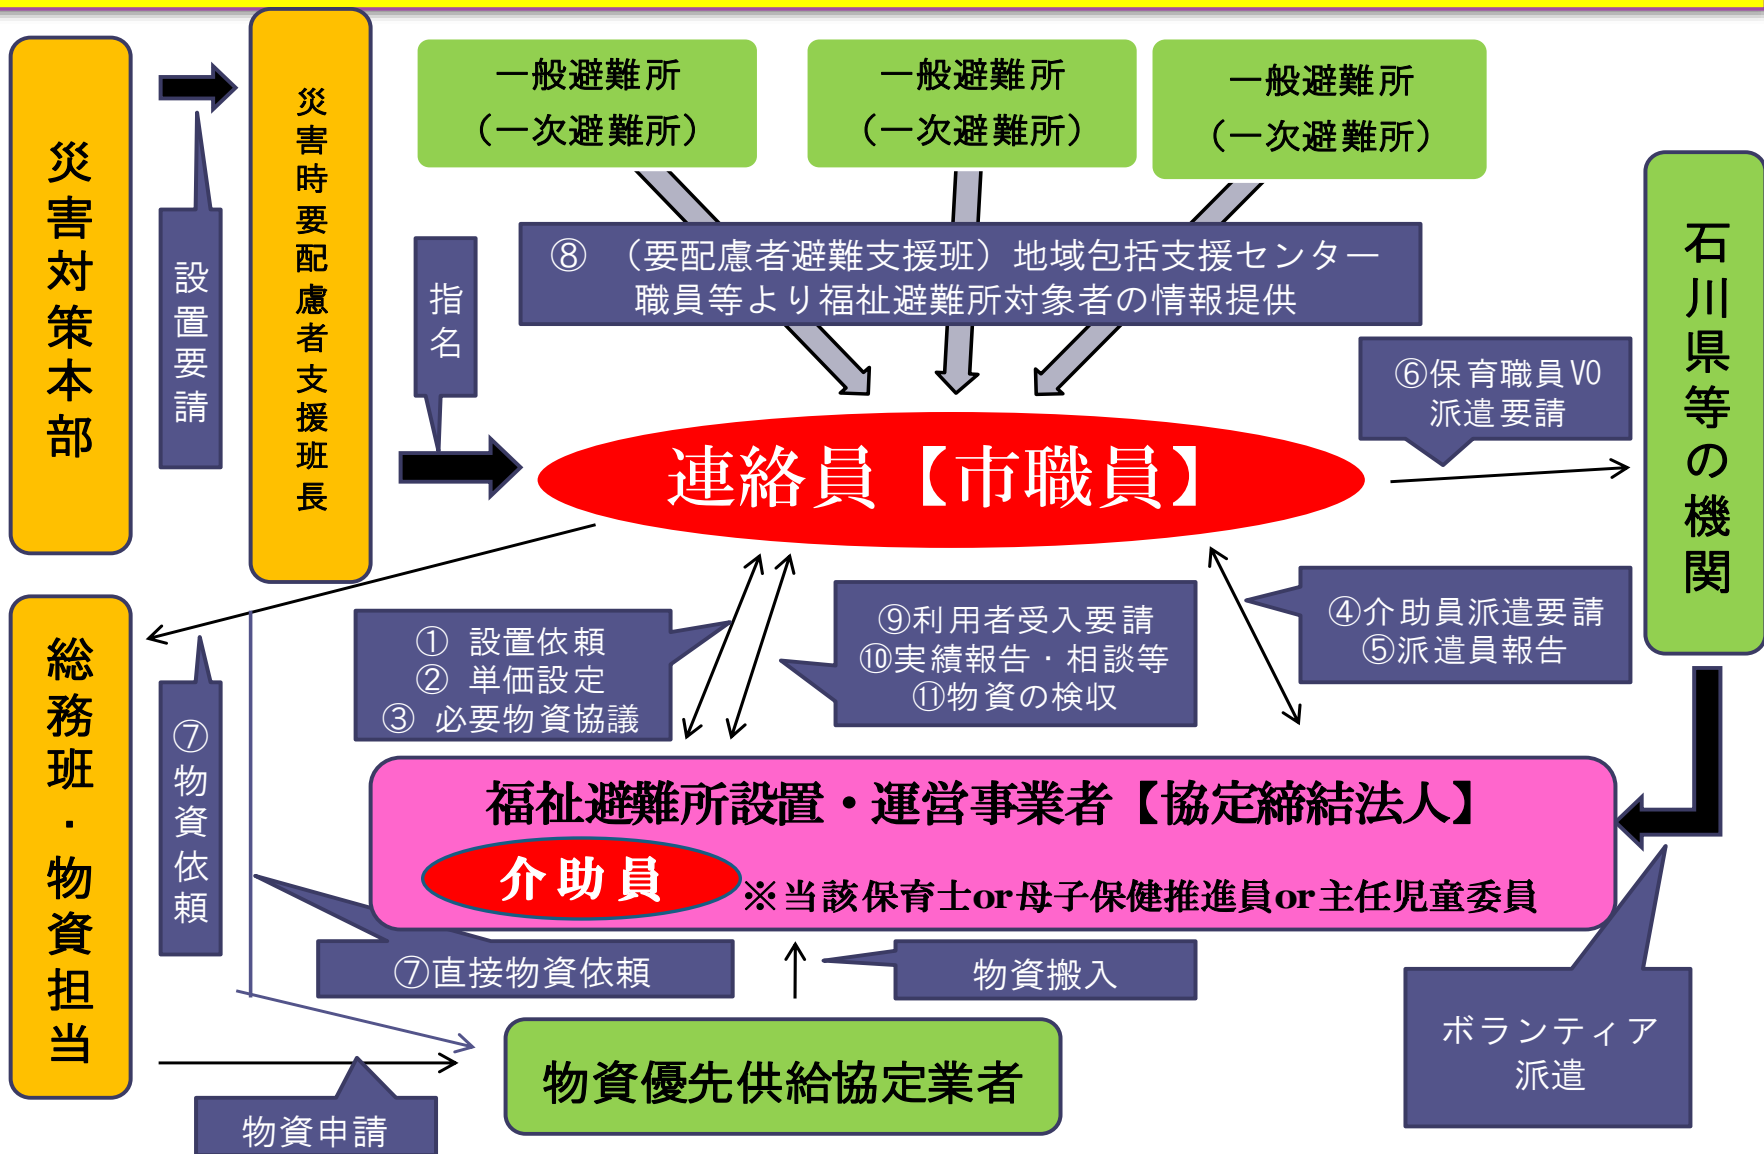 災害対策本部
設置要請
災害時要配慮者支援班長
指名
一般避難所
（一次避難所）
一般避難所
（一次避難所）
一般避難所
（一次避難所）
⑧　（要配慮者避難支援班）地域包括支援センター
職員等より福祉避難所対象者の情報提供
連絡員【市職員】
⑥保育職員VO
派遣要請
石川県等の機関
総務班・物資担当
⑦物資依頼
① 設置依頼
② 単価設定
③ 必要物資協議
⑨利用者受入要請
⑩実績報告・相談等
⑪物資の検収
④介助員派遣要請
⑤派遣員報告
福祉避難所設置・運営事業者【協定締結法人】
介助員
※当該保育士or母子保健推進員or主任児童委員
⑦直接物資依頼
物資搬入
ボランティア
派遣
物資優先供給協定業者
物資申請